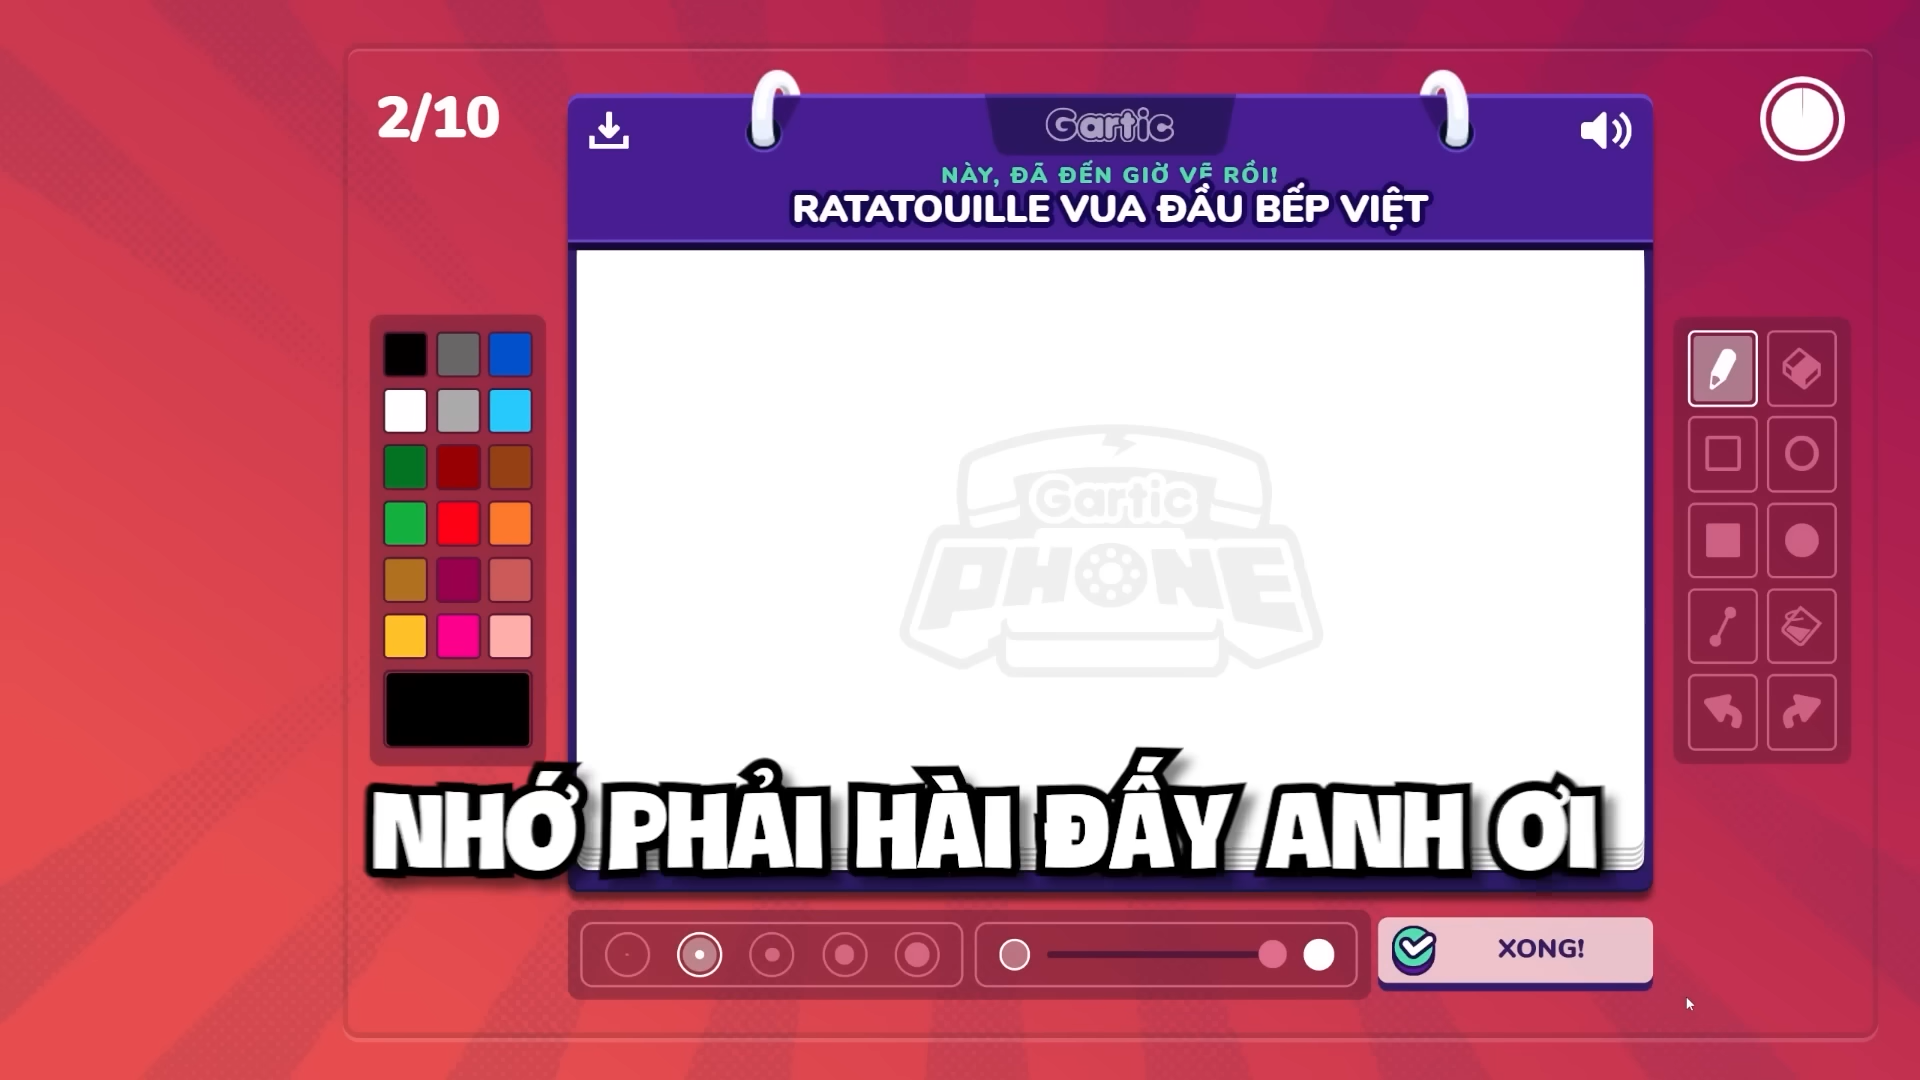 2/10
Gartic
NÀY, ĐÃ ĐẾN GIỜ VẼ RỒI!
RATATOUILLE VUA ĐẦU BẾP VIỆT
Gartic
PHONE
NHỚ PHẢI HÀI ĐẤY ANH ƠI
XONG!